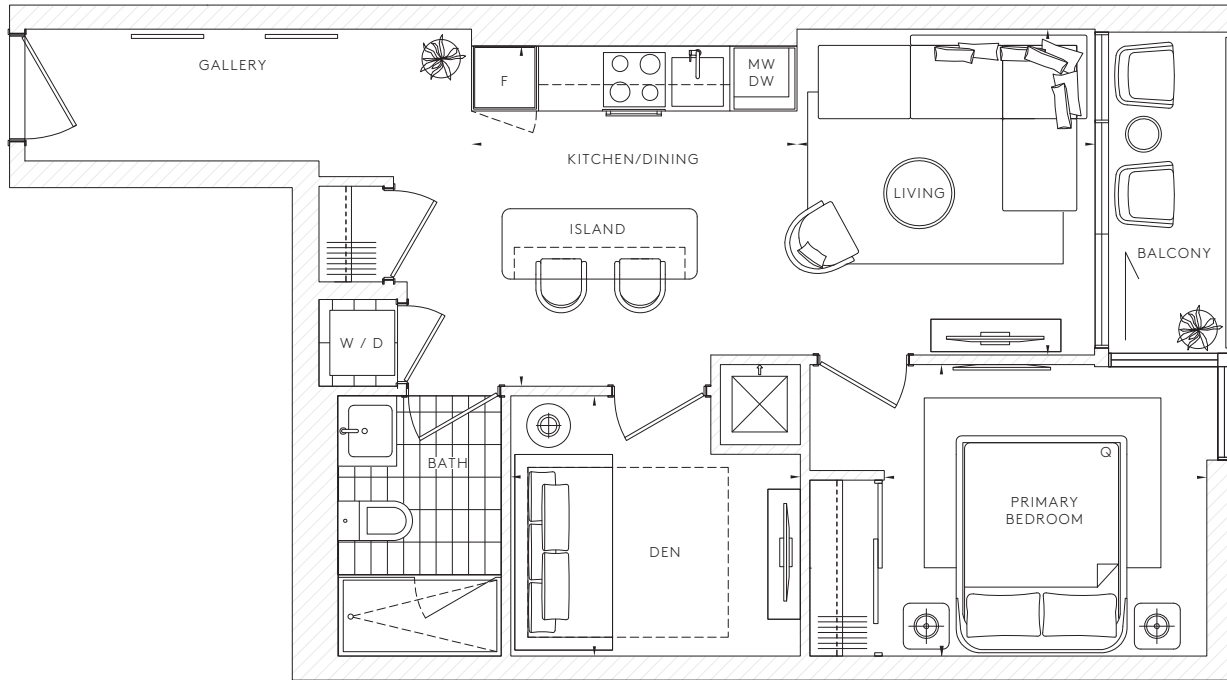 GALLERY
F
MW
DW
KITCHEN/DINING
LIVING
ISLAND
BALCONY
W / D
BATH
Q
PRIMARY
BEDROOM
DEN